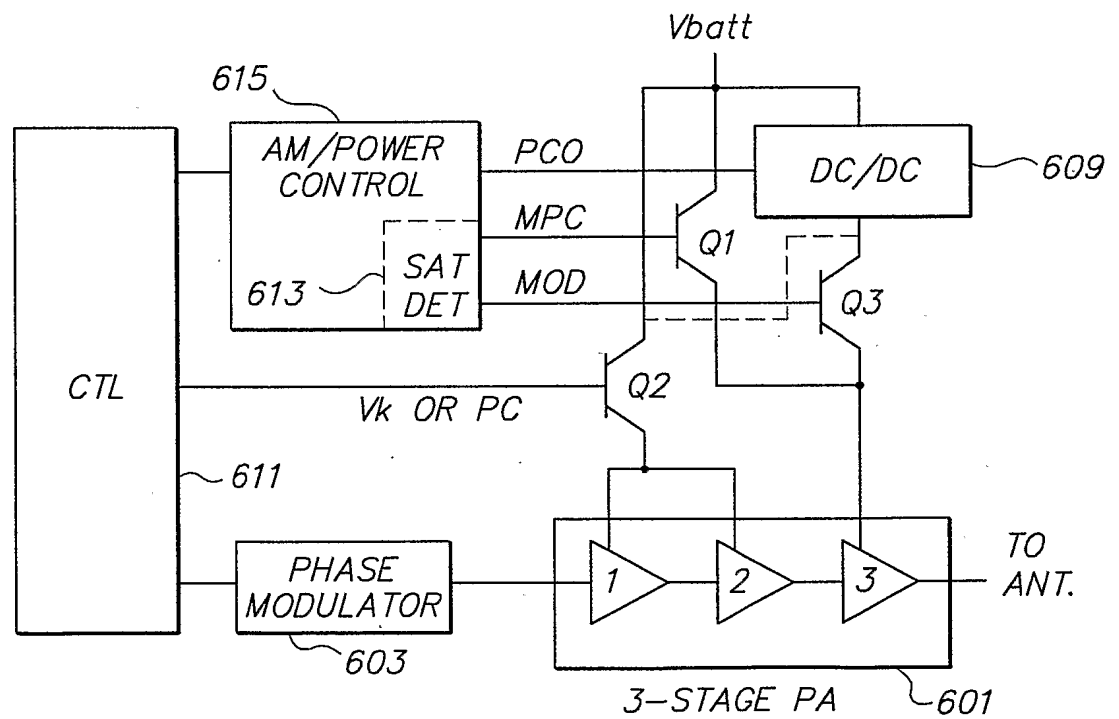 Vbatt
615
AM/POWER
CONTROL
PCO
DC/DC
609
MPC
Q1
SAT
DET
613
MOD
Q3
CTL
Q2
Vk OR PC
611
PHASE
MODULATOR
603
1
2
3
TO
ANT.
3-STAGE PA
601